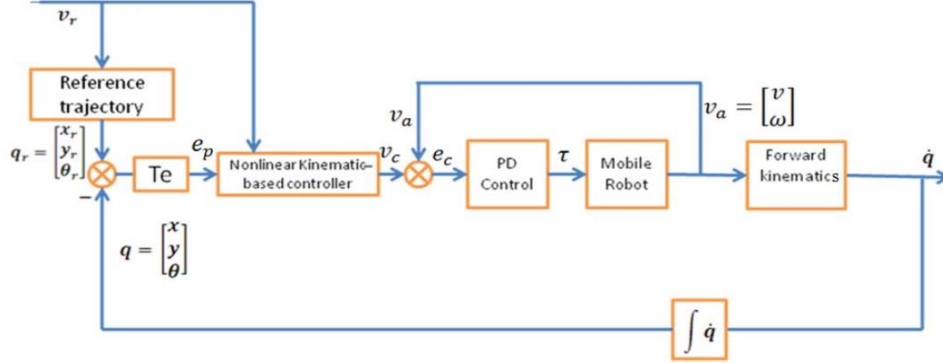 v_r
Reference
trajectory
q_r = [x_r
y_r
θ_r]
−
Te
e_p
Nonlinear Kinematic–
based controller
v_c
v_a
e_c
PD
Control
τ
Mobile
Robot
v_a = [v
ω]
Forward
kinematics
q̇
q = [x
y
θ]
∫ q̇